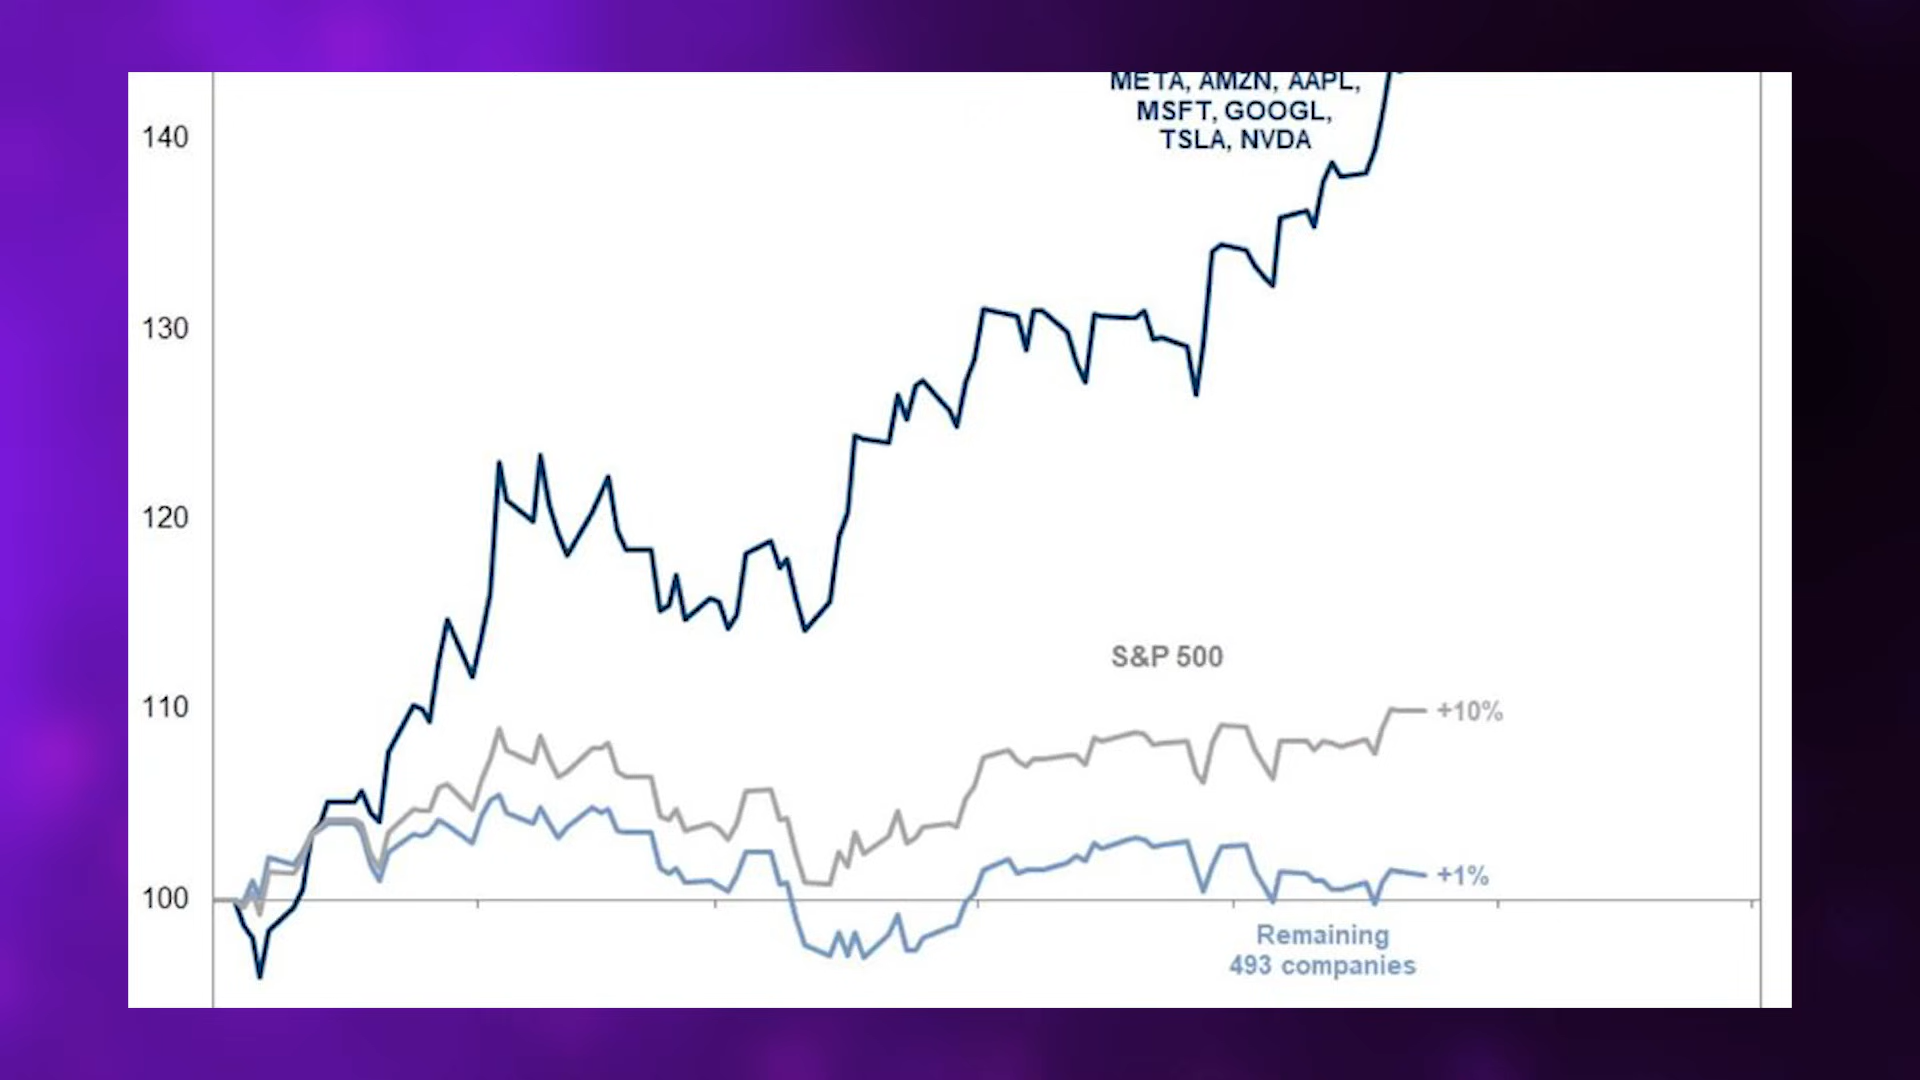 META, AMZN, AAPL,
MSFT, GOOGL,
TSLA, NVDA
140
130
120
S&P 500
110
+10%
+1%
100
Remaining
493 companies